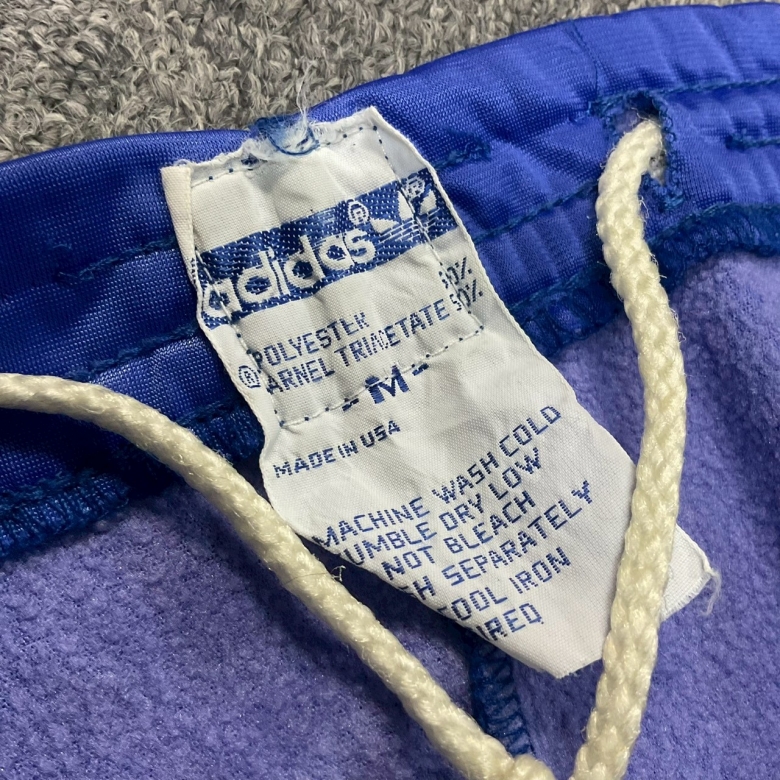 adidas®
POLYESTER 50%
® ARNEL TRIACETATE 50%
-M-
MADE IN USA
MACHINE WASH COLD
TUMBLE DRY LOW
NOT BLEACH
SEPARATELY
COOL IRON